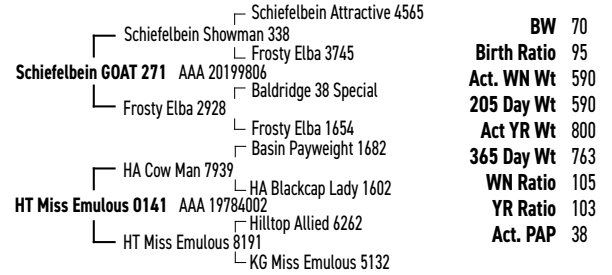 Schiefelbein Attractive 4565
Schiefelbein Showman 338
Frosty Elba 3745
Schiefelbein GOAT 271 AAA 20199806
Baldridge 38 Special
Frosty Elba 2928
Frosty Elba 1654
Basin Payweight 1682
HA Cow Man 7939
HA Blackcap Lady 1602
HT Miss Emulous 0141 AAA 19784002
Hilltop Allied 6262
HT Miss Emulous 8191
KG Miss Emulous 5132
BW 70
Birth Ratio 95
Act. WN Wt 590
205 Day Wt 590
Act YR Wt 800
365 Day Wt 763
WN Ratio 105
YR Ratio 103
Act. PAP 38